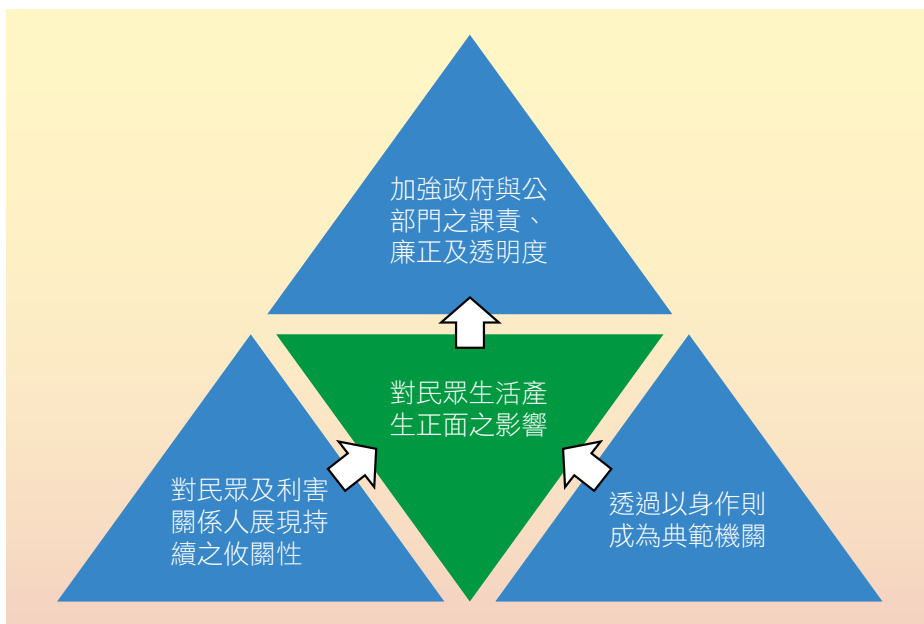 加強政府與公
部門之課責、
廉正及透明度
對民眾生活產
生正面之影響
對民眾及利害
關係人展現持
續之攸關性
透過以身作則
成為典範機關